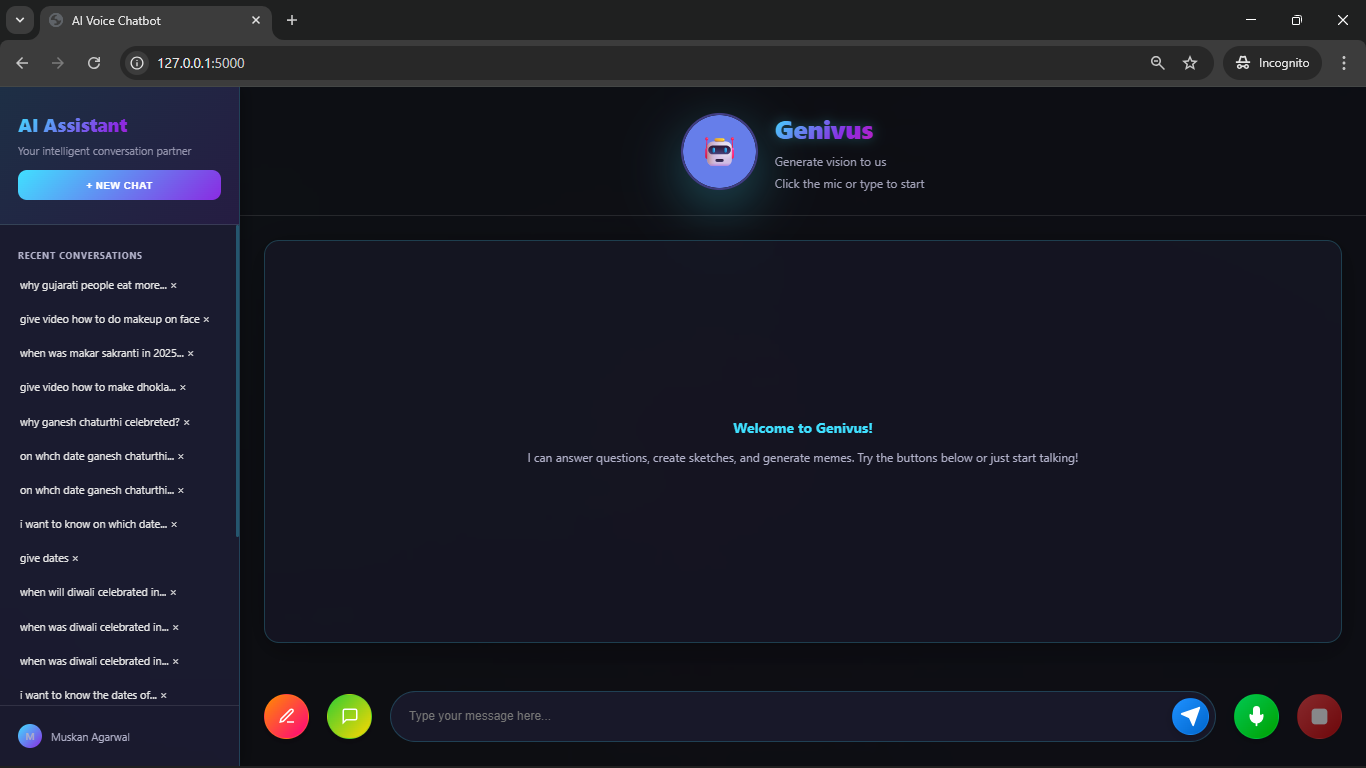 AI Voice Chatbot
127.0.0.1:5000
Incognito
AI Assistant
Your intelligent conversation partner
+ NEW CHAT
RECENT CONVERSATIONS
why gujarati people eat more... ×
give video how to do makeup on face ×
when was makar sakranti in 2025... ×
give video how to make dhokla... ×
why ganesh chaturthi celebreted? ×
on whch date ganesh chaturthi... ×
on whch date ganesh chaturthi... ×
i want to know on which date... ×
give dates ×
when will diwali celebrated in... ×
when was diwali celebrated in... ×
when was diwali celebrated in... ×
i want to know the dates of... ×
M Muskan Agarwal
Genivus
Generate vision to us
Click the mic or type to start
Welcome to Genivus!
I can answer questions, create sketches, and generate memes. Try the buttons below or just start talking!
Type your message here...